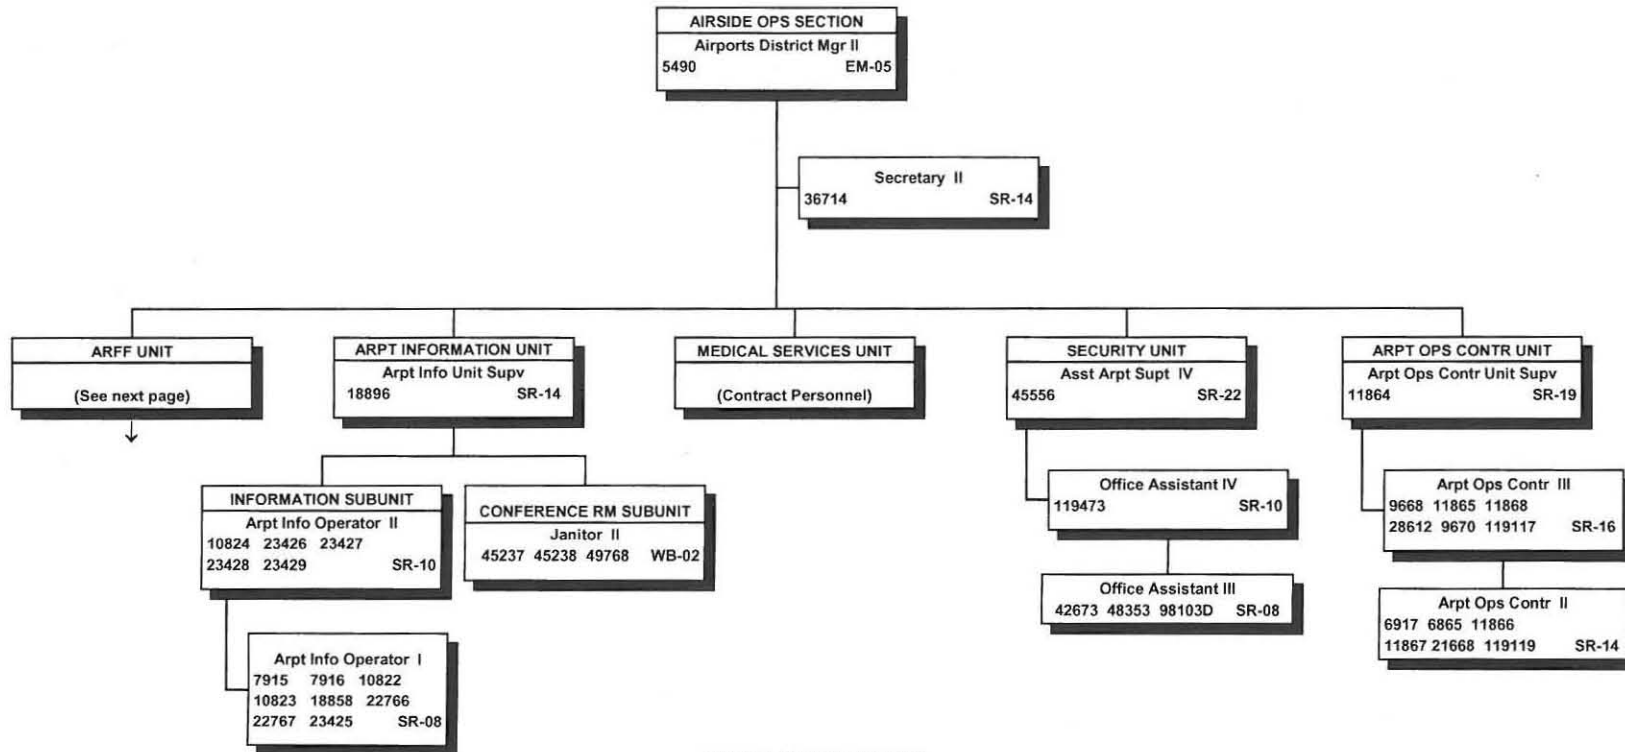 AIRSIDE OPS SECTION
Airports District Mgr II
5490 EM-05
Secretary II
36714 SR-14
ARFF UNIT
(See next page)
↓
ARPT INFORMATION UNIT
Arpt Info Unit Supv
18896 SR-14
MEDICAL SERVICES UNIT
(Contract Personnel)
SECURITY UNIT
Asst Arpt Supt IV
45556 SR-22
ARPT OPS CONTR UNIT
Arpt Ops Contr Unit Supv
11864 SR-19
INFORMATION SUBUNIT
Arpt Info Operator II
10824 23426 23427
23428 23429 SR-10
CONFERENCE RM SUBUNIT
Janitor II
45237 45238 49768 WB-02
Office Assistant IV
119473 SR-10
Arpt Ops Contr III
9668 11865 11868
28612 9670 119117 SR-16
Office Assistant III
42673 48353 98103D SR-08
Arpt Ops Contr II
6917 6865 11866
11867 21668 119119 SR-14
Arpt Info Operator I
7915 7916 10822
10823 18858 22766
22767 23425 SR-08